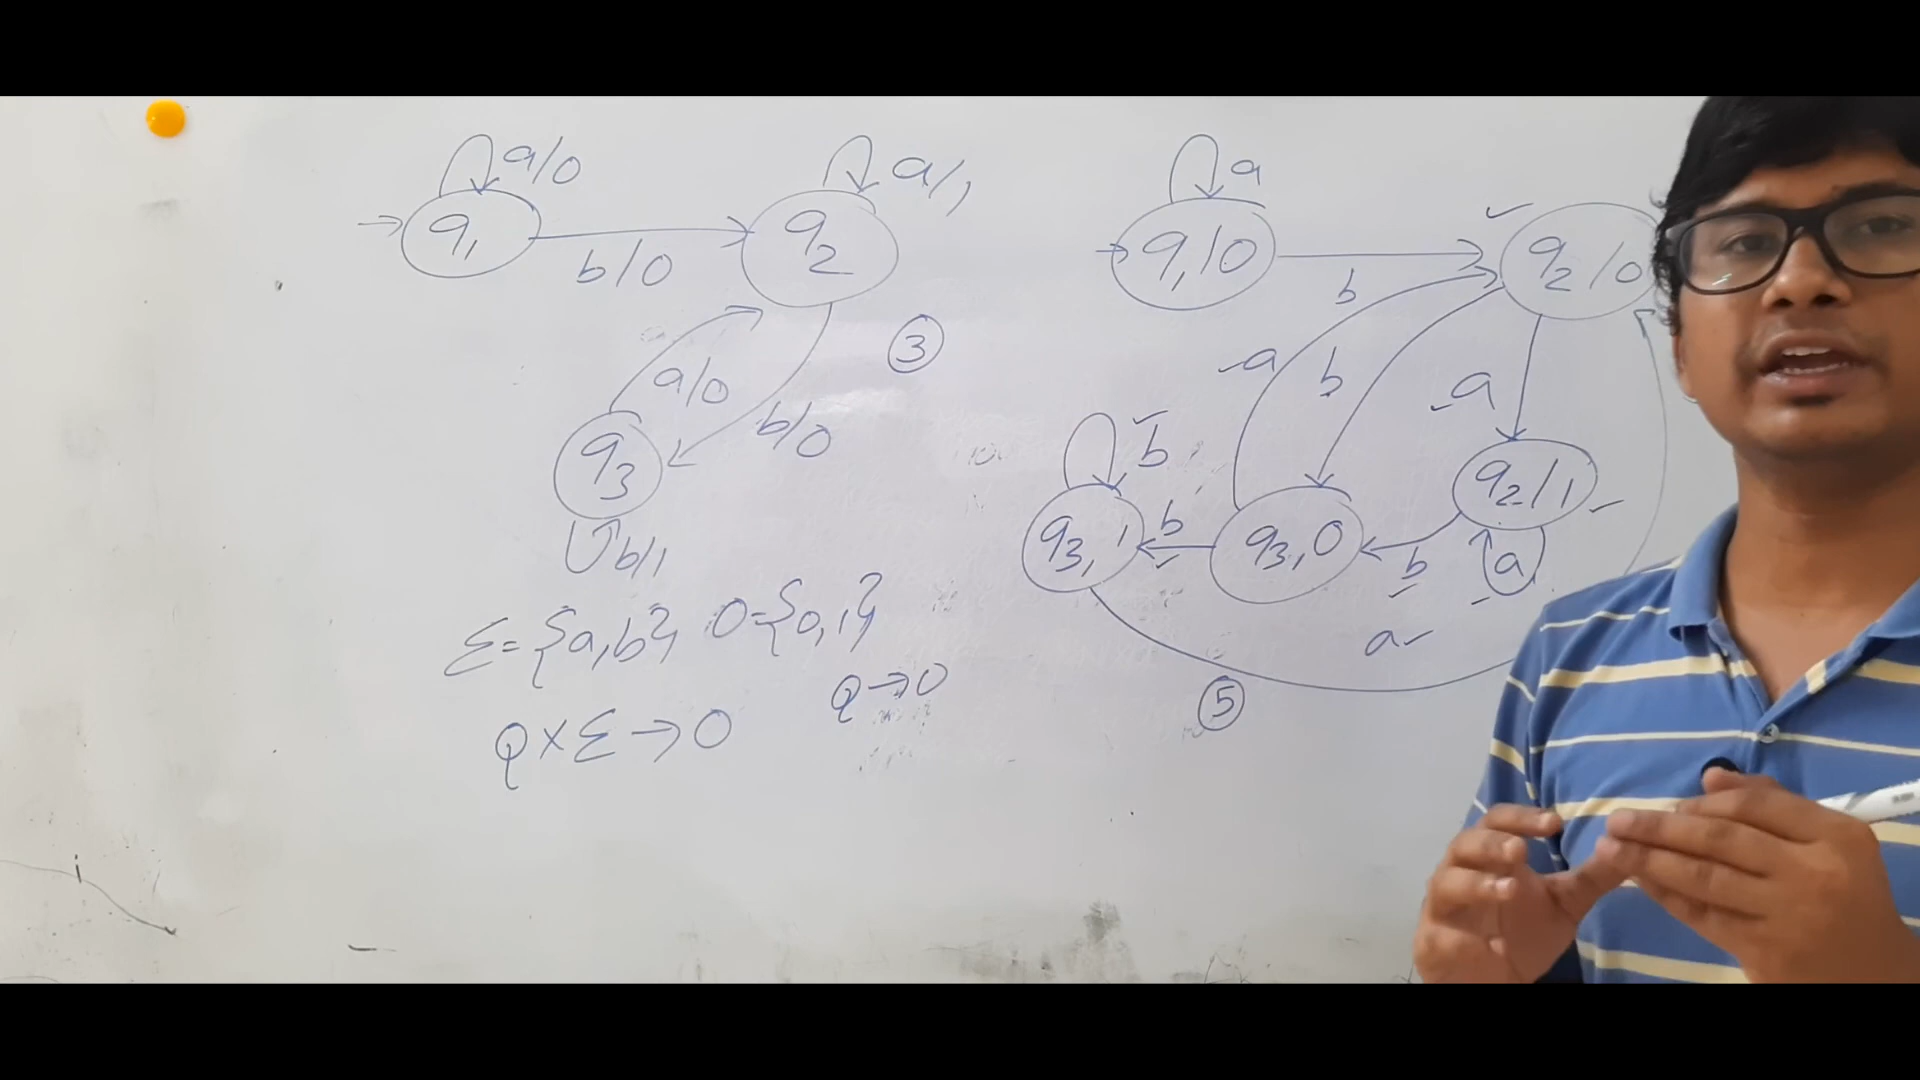 a/0
a/1
q1
b/0
q2
3
a/0
b/0
q3
b/1
Σ={a,b}, O={0,1}
Q→O
Q×Σ→O
a
q1/0
b
q2/0
a
b
a
b
q2/1
b
q3,1
q3,0
b
a
a
5